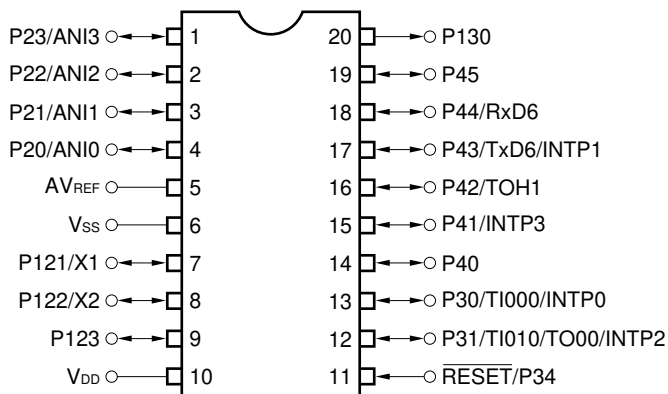 P23/ANI3 1 20 P130
P22/ANI2 2 19 P45
P21/ANI1 3 18 P44/RxD6
P20/ANI0 4 17 P43/TxD6/INTP1
AVREF 5 16 P42/TOH1
VSS 6 15 P41/INTP3
P121/X1 7 14 P40
P122/X2 8 13 P30/TI000/INTP0
P123 9 12 P31/TI010/TO00/INTP2
VDD 10 11 RESET/P34